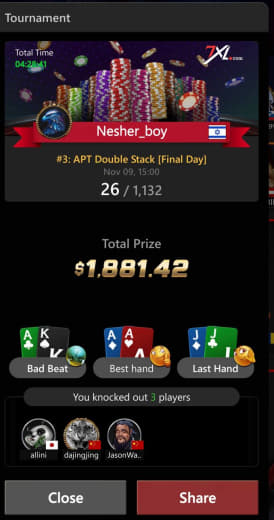 Tournament
Total Time
04:28:41
7XL
Nesher_boy
#3: APT Double Stack [Final Day]
Nov 09, 15:00
26 / 1,132
Total Prize
$1,881.42
A K K
A A
J J
Bad Beat
Best hand
Last Hand
You knocked out 3 players
allini
dajingjing
JasonWa..
Close
Share